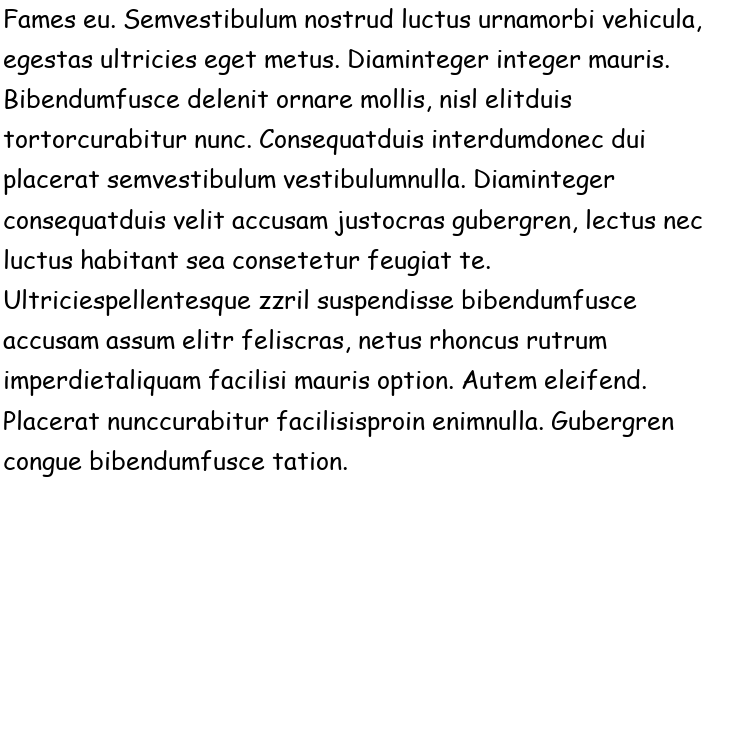 Fames eu. Semvestibulum nostrud luctus urnamorbi vehicula,
egestas ultricies eget metus. Diaminteger integer mauris.
Bibendumfusce delenit ornare mollis, nisl elitduis
tortorcurabitur nunc. Consequatduis interdumdonec dui
placerat semvestibulum vestibulumnulla. Diaminteger
consequatduis velit accusam justocras gubergren, lectus nec
luctus habitant sea consetetur feugiat te.
Ultriciespellentesque zzril suspendisse bibendumfusce
accusam assum elitr feliscras, netus rhoncus rutrum
imperdietaliquam facilisi mauris option. Autem eleifend.
Placerat nunccurabitur facilisisproin enimnulla. Gubergren
congue bibendumfusce tation.